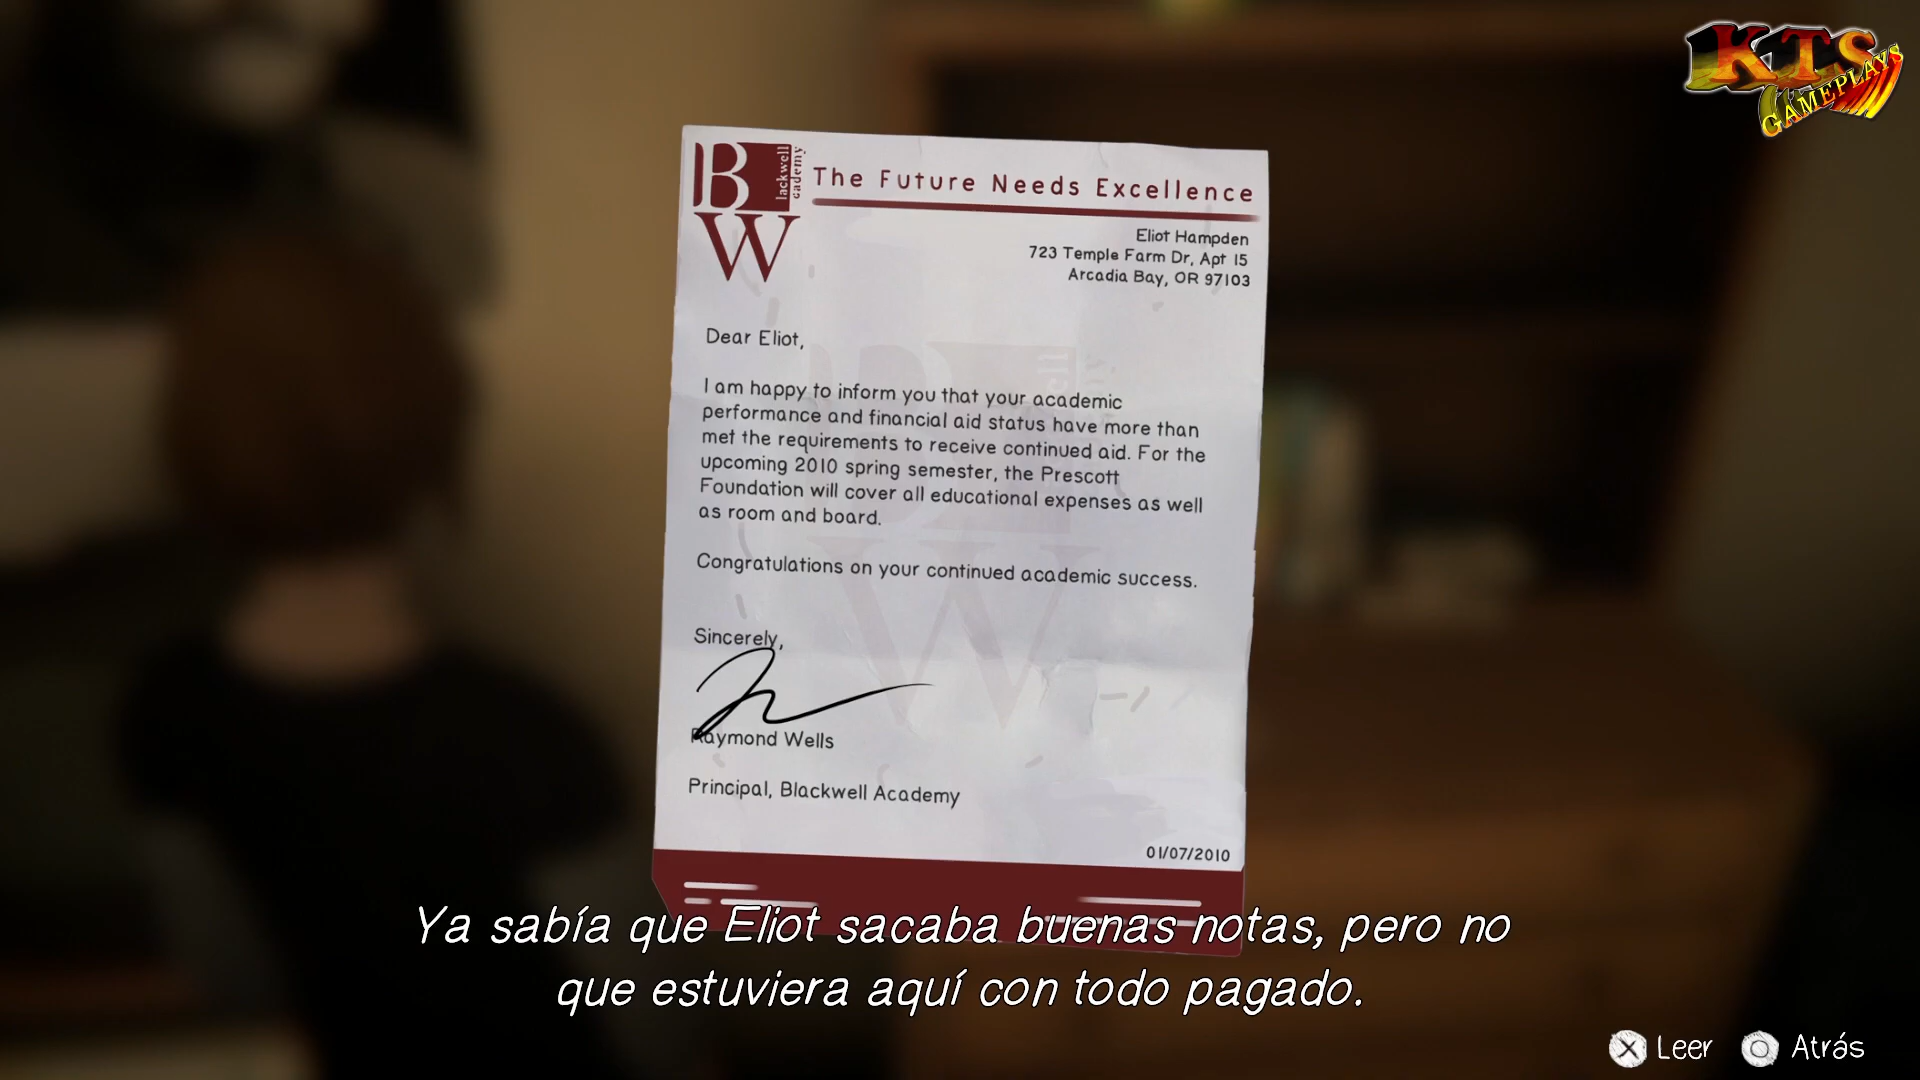 KTS
GAMEPLAYS
B lackwell
cademy
W
The Future Needs Excellence
Eliot Hampden
723 Temple Farm Dr, Apt 15
Arcadia Bay, OR 97103
Dear Eliot,
I am happy to inform you that your academic
performance and financial aid status have more than
met the requirements to receive continued aid. For the
upcoming 2010 spring semester, the Prescott
Foundation will cover all educational expenses as well
as room and board.
Congratulations on your continued academic success.
Sincerely,
Raymond Wells
Principal, Blackwell Academy
01/07/2010
Ya sabía que Eliot sacaba buenas notas, pero no
que estuviera aquí con todo pagado.
Leer Atrás